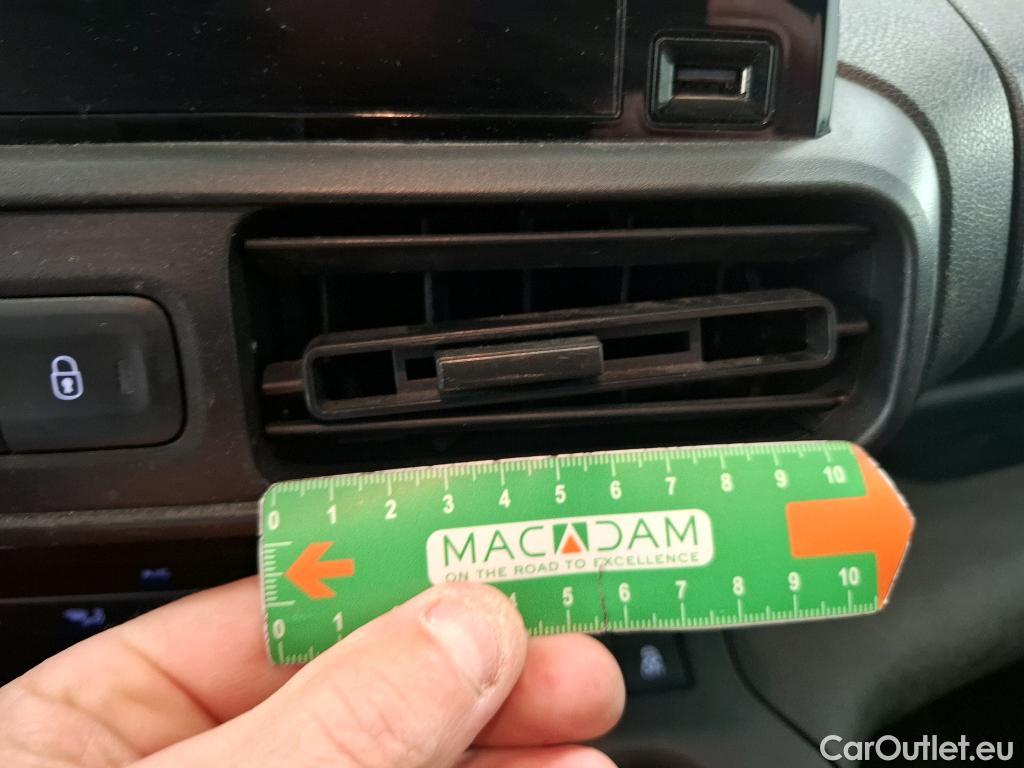 0 1 2 3 4 5 6 7 8 9 10
MACADAM
ON THE ROAD TO EXCELLENCE
0 1 4 5 6 7 8 9 10
CarOutlet.eu